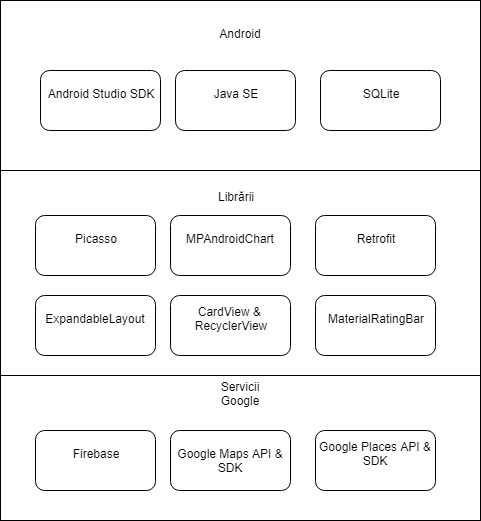 Android
Android Studio SDK
Java SE
SQLite
Librării
Picasso
MPAndroidChart
Retrofit
ExpandableLayout
CardView &
RecyclerView
MaterialRatingBar
Servicii
Google
Firebase
Google Maps API &
SDK
Google Places API &
SDK